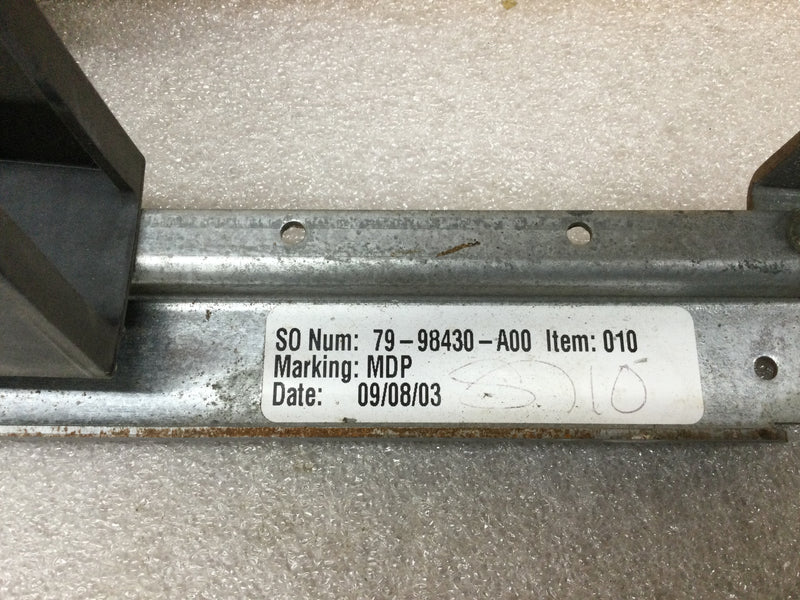 SO Num: 79-98430-A00 Item: 010
Marking: MDP
Date: 09/08/03